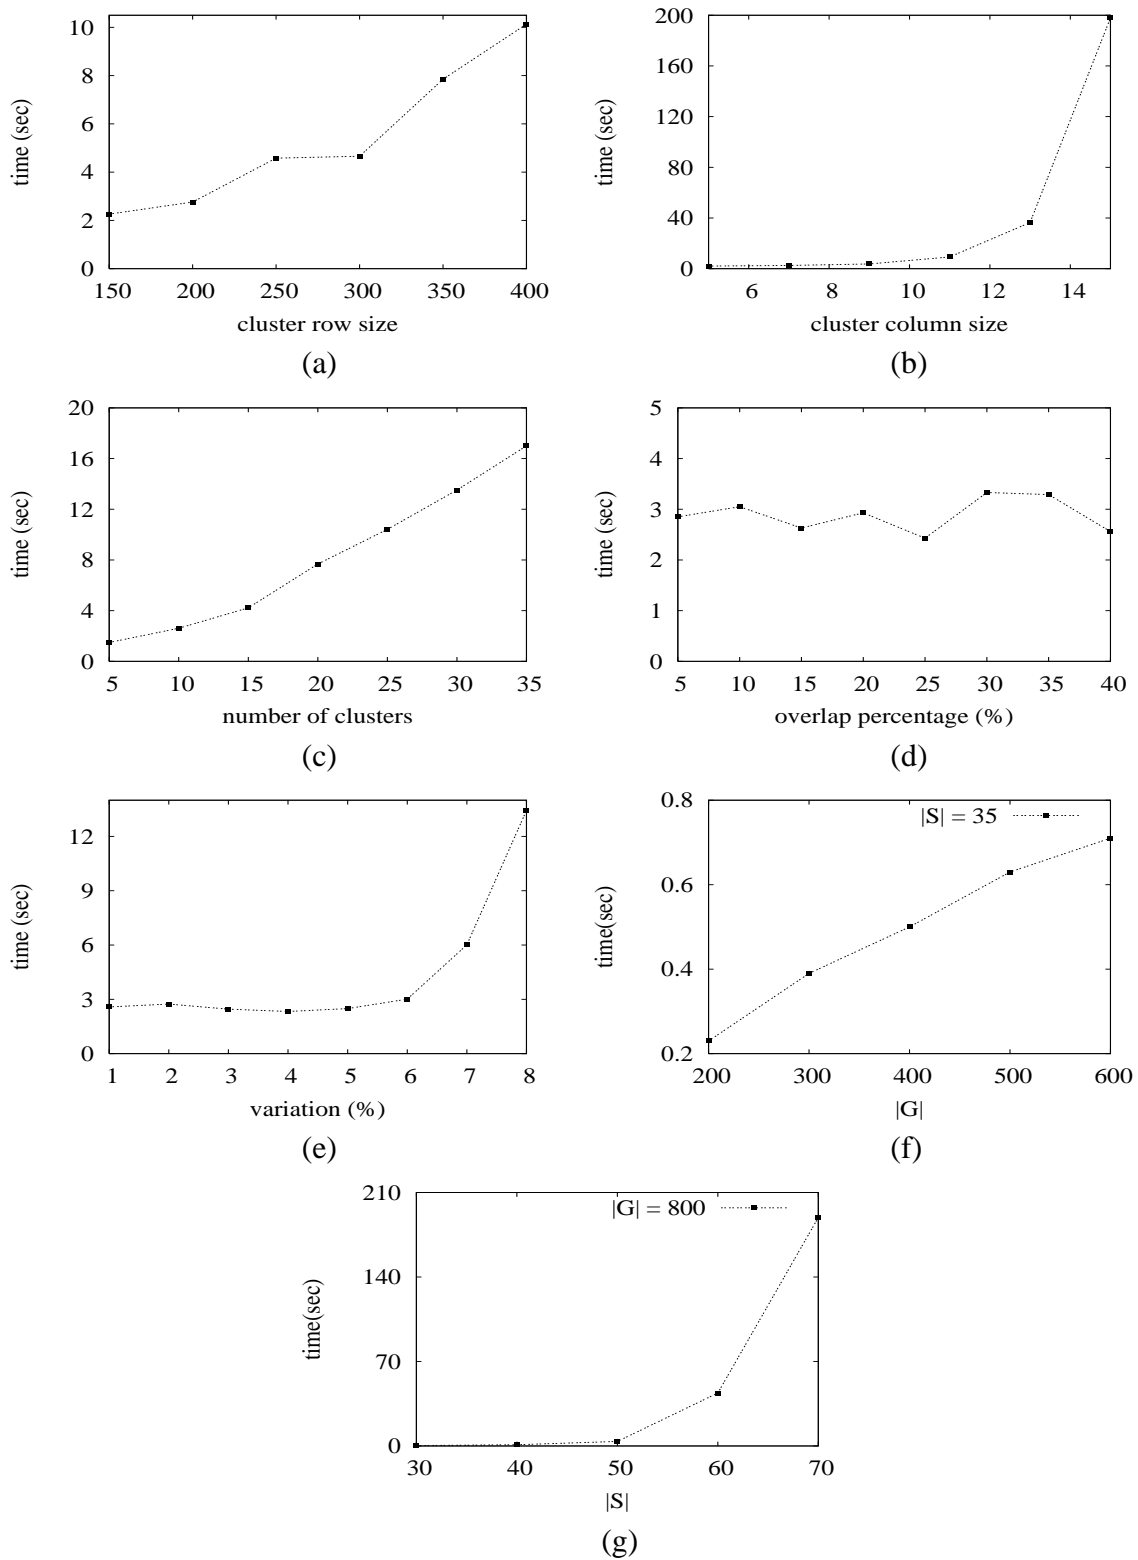 10
8
6
4
2
0
time (sec)
150 200 250 300 350 400
cluster row size
(a)
200
160
120
80
40
0
time (sec)
6 8 10 12 14
cluster column size
(b)
20
16
12
8
4
0
time (sec)
5 10 15 20 25 30 35
number of clusters
(c)
5
4
3
2
1
0
time (sec)
5 10 15 20 25 30 35 40
overlap percentage (%)
(d)
12
9
6
3
0
time (sec)
1 2 3 4 5 6 7 8
variation (%)
(e)
0.8
0.6
0.4
0.2
time(sec)
|S| = 35
200 300 400 500 600
|G|
(f)
210
140
70
0
time(sec)
|G| = 800
30 40 50 60 70
|S|
(g)